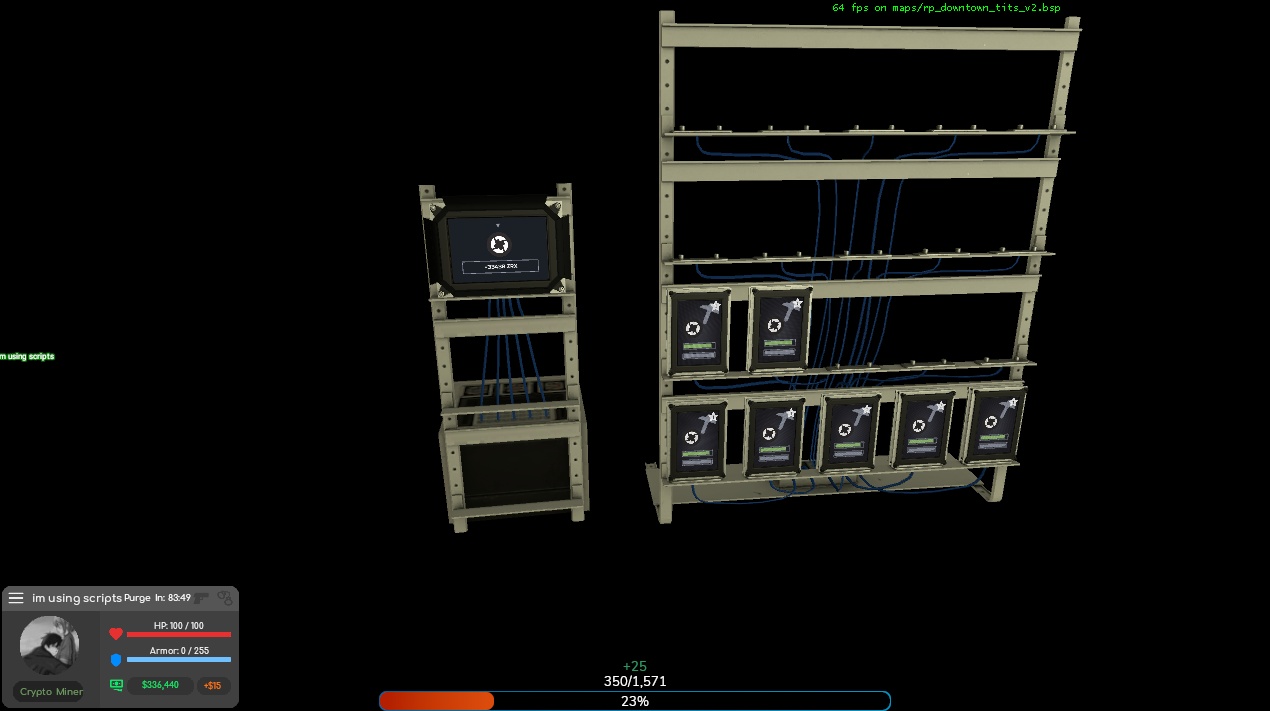 64 fps on maps/rp_downtown_tits_v2.bsp
m using scripts
im using scripts Purge In: 83:49
HP: 100 / 100
Armor: 0 / 255
Crypto Miner
$336,440
+$15
+25
350/1,571
23%